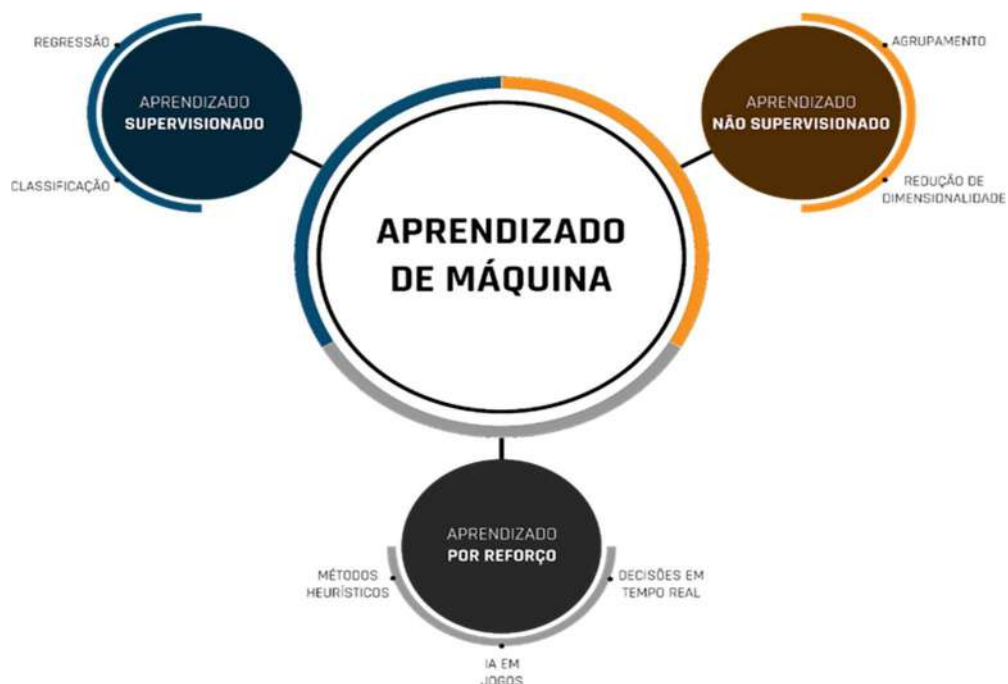 REGRESSÃO
APRENDIZADO
SUPERVISIONADO
CLASSIFICAÇÃO
AGRUPAMENTO
APRENDIZADO
NÃO SUPERVISIONADO
REDUÇÃO DE
DIMENSIONALIDADE
APRENDIZADO
DE MÁQUINA
APRENDIZADO
POR REFORÇO
MÉTODOS
HEURÍSTICOS
DECISÕES EM
TEMPO REAL
IA EM
JOGOS